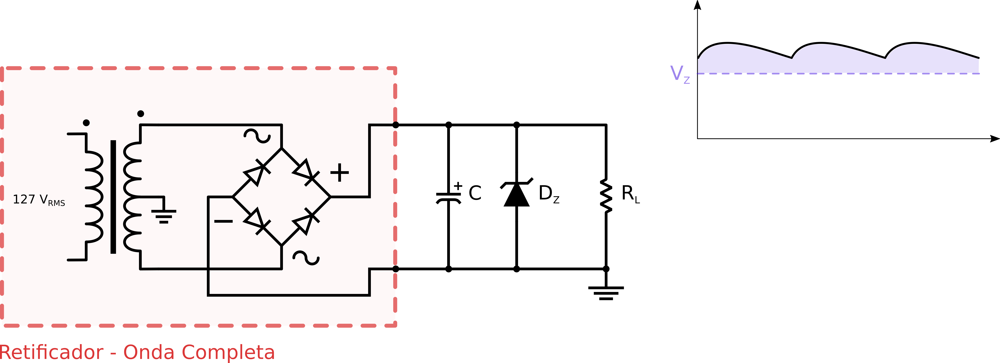 V_Z
+
+
C
D_Z
R_L
127 V_RMS
−
Retificador - Onda Completa